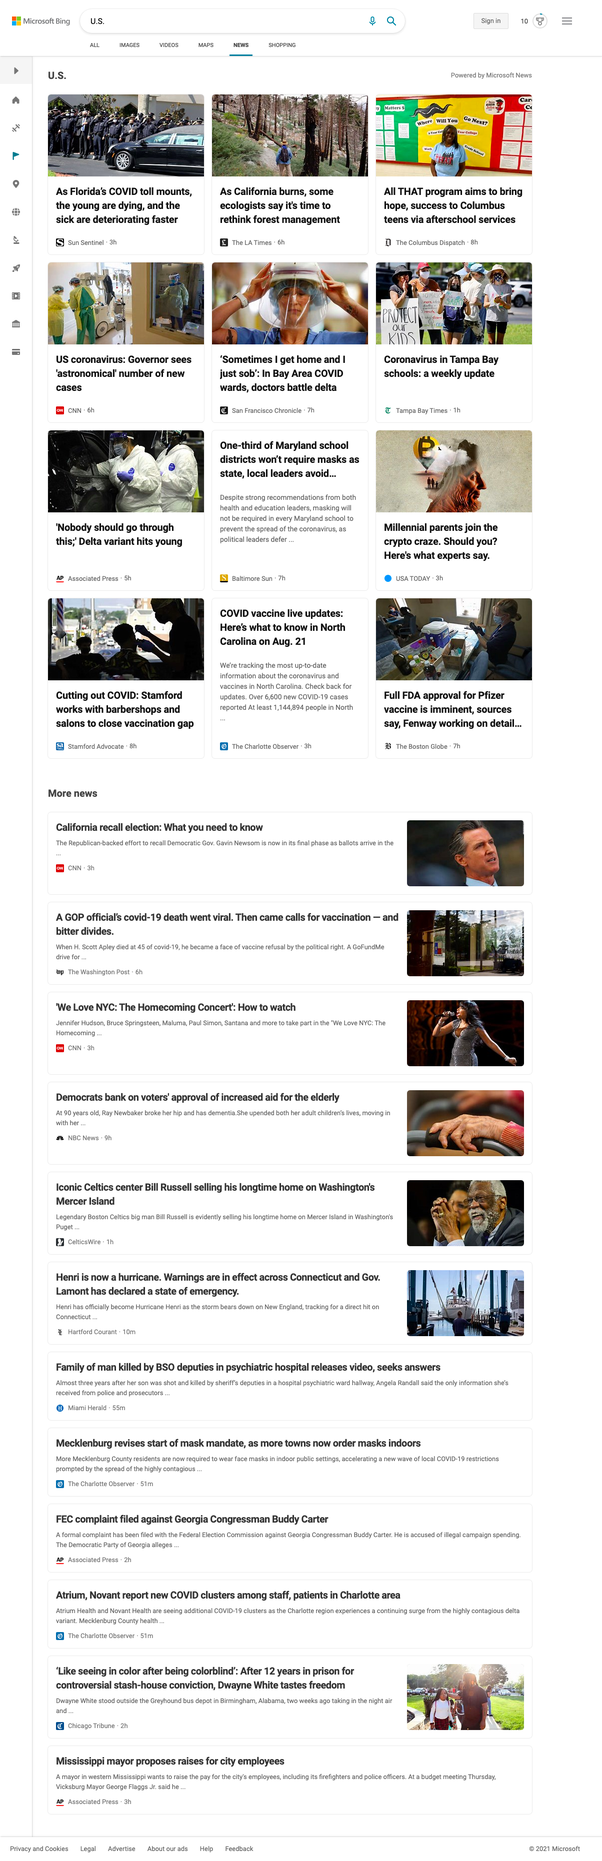 Microsoft Bing
U.S.
Sign in
10
ALL
IMAGES
VIDEOS
MAPS
NEWS
SHOPPING
U.S.
Powered by Microsoft News
As Florida's COVID toll mounts,
the young are dying, and the
sick are deteriorating faster
Sun Sentinel · 3h
As California burns, some
ecologists say it's time to
rethink forest management
The LA Times · 6h
Where Will You Go Next?
All THAT program aims to bring
hope, success to Columbus
teens via afterschool services
The Columbus Dispatch · 8h
US coronavirus: Governor sees
'astronomical' number of new
cases
CNN · 6h
'Sometimes I get home and I
just sob': In Bay Area COVID
wards, doctors battle delta
San Francisco Chronicle · 7h
PROTECT
OUR
KIDS
Coronavirus in Tampa Bay
schools: a weekly update
Tampa Bay Times · 1h
'Nobody should go through
this;' Delta variant hits young
AP Associated Press · 5h
One-third of Maryland school
districts won't require masks as
state, local leaders avoid...
Despite strong recommendations from both
health and education leaders, masking will
not be required in every Maryland school to
prevent the spread of the coronavirus, as
political leaders defer ...
Baltimore Sun · 7h
Millennial parents join the
crypto craze. Should you?
Here's what experts say.
USA TODAY · 3h
Cutting out COVID: Stamford
works with barbershops and
salons to close vaccination gap
Stamford Advocate · 8h
COVID vaccine live updates:
Here's what to know in North
Carolina on Aug. 21
We're tracking the most up-to-date
information about the coronavirus and
vaccines in North Carolina. Check back for
updates. Over 6,600 new COVID-19 cases
reported At least 1,144,894 people in North
...
The Charlotte Observer · 3h
Full FDA approval for Pfizer
vaccine is imminent, sources
say, Fenway working on detail...
The Boston Globe · 7h
More news
California recall election: What you need to know
The Republican-backed effort to recall Democratic Gov. Gavin Newsom is now in its final phase as ballots arrive in the
...
CNN · 3h
A GOP official's covid-19 death went viral. Then came calls for vaccination — and
bitter divides.
When H. Scott Apley died at 45 of covid-19, he became a face of vaccine refusal by the political right. A GoFundMe
drive for ...
wp The Washington Post · 6h
'We Love NYC: The Homecoming Concert': How to watch
Jennifer Hudson, Bruce Springsteen, Maluma, Paul Simon, Santana and more to take part in the "We Love NYC: The
Homecoming ...
CNN · 3h
Democrats bank on voters' approval of increased aid for the elderly
At 90 years old, Ray Newbaker broke her hip and has dementia.She upended both her adult children's lives, moving in
with her ...
NBC News · 9h
Iconic Celtics center Bill Russell selling his longtime home on Washington's
Mercer Island
Legendary Boston Celtics big man Bill Russell is evidently selling his longtime home on Mercer Island in Washington's
Puget ...
CelticsWire · 1h
Henri is now a hurricane. Warnings are in effect across Connecticut and Gov.
Lamont has declared a state of emergency.
Henri has officially become Hurricane Henri as the storm bears down on New England, tracking for a direct hit on
Connecticut ...
Hartford Courant · 10m
Family of man killed by BSO deputies in psychiatric hospital releases video, seeks answers
Almost three years after her son was shot and killed by sheriff's deputies in a hospital psychiatric ward hallway, Angela Randall said the only information she's
received from police and prosecutors ...
Miami Herald · 55m
Mecklenburg revises start of mask mandate, as more towns now order masks indoors
More Mecklenburg County residents are now required to wear face masks in indoor public settings, accelerating a new wave of local COVID-19 restrictions
prompted by the spread of the highly contagious ...
The Charlotte Observer · 51m
FEC complaint filed against Georgia Congressman Buddy Carter
A formal complaint has been filed with the Federal Election Commission against Georgia Congressman Buddy Carter. He is accused of illegal campaign spending.
The Democratic Party of Georgia alleges ...
AP Associated Press · 2h
Atrium, Novant report new COVID clusters among staff, patients in Charlotte area
Atrium Health and Novant Health are seeing additional COVID-19 clusters as the Charlotte region experiences a continuing surge from the highly contagious delta
variant. Mecklenburg County health ...
The Charlotte Observer · 51m
'Like seeing in color after being colorblind': After 12 years in prison for
controversial stash-house conviction, Dwayne White tastes freedom
Dwayne White stood outside the Greyhound bus depot in Birmingham, Alabama, two weeks ago taking in the night air
and ...
Chicago Tribune · 2h
Mississippi mayor proposes raises for city employees
A mayor in western Mississippi wants to raise the pay for the city's employees, including its firefighters and police officers. At a budget meeting Thursday,
Vicksburg Mayor George Flaggs Jr. said he ...
AP Associated Press · 3h
Privacy and Cookies
Legal
Advertise
About our ads
Help
Feedback
© 2021 Microsoft